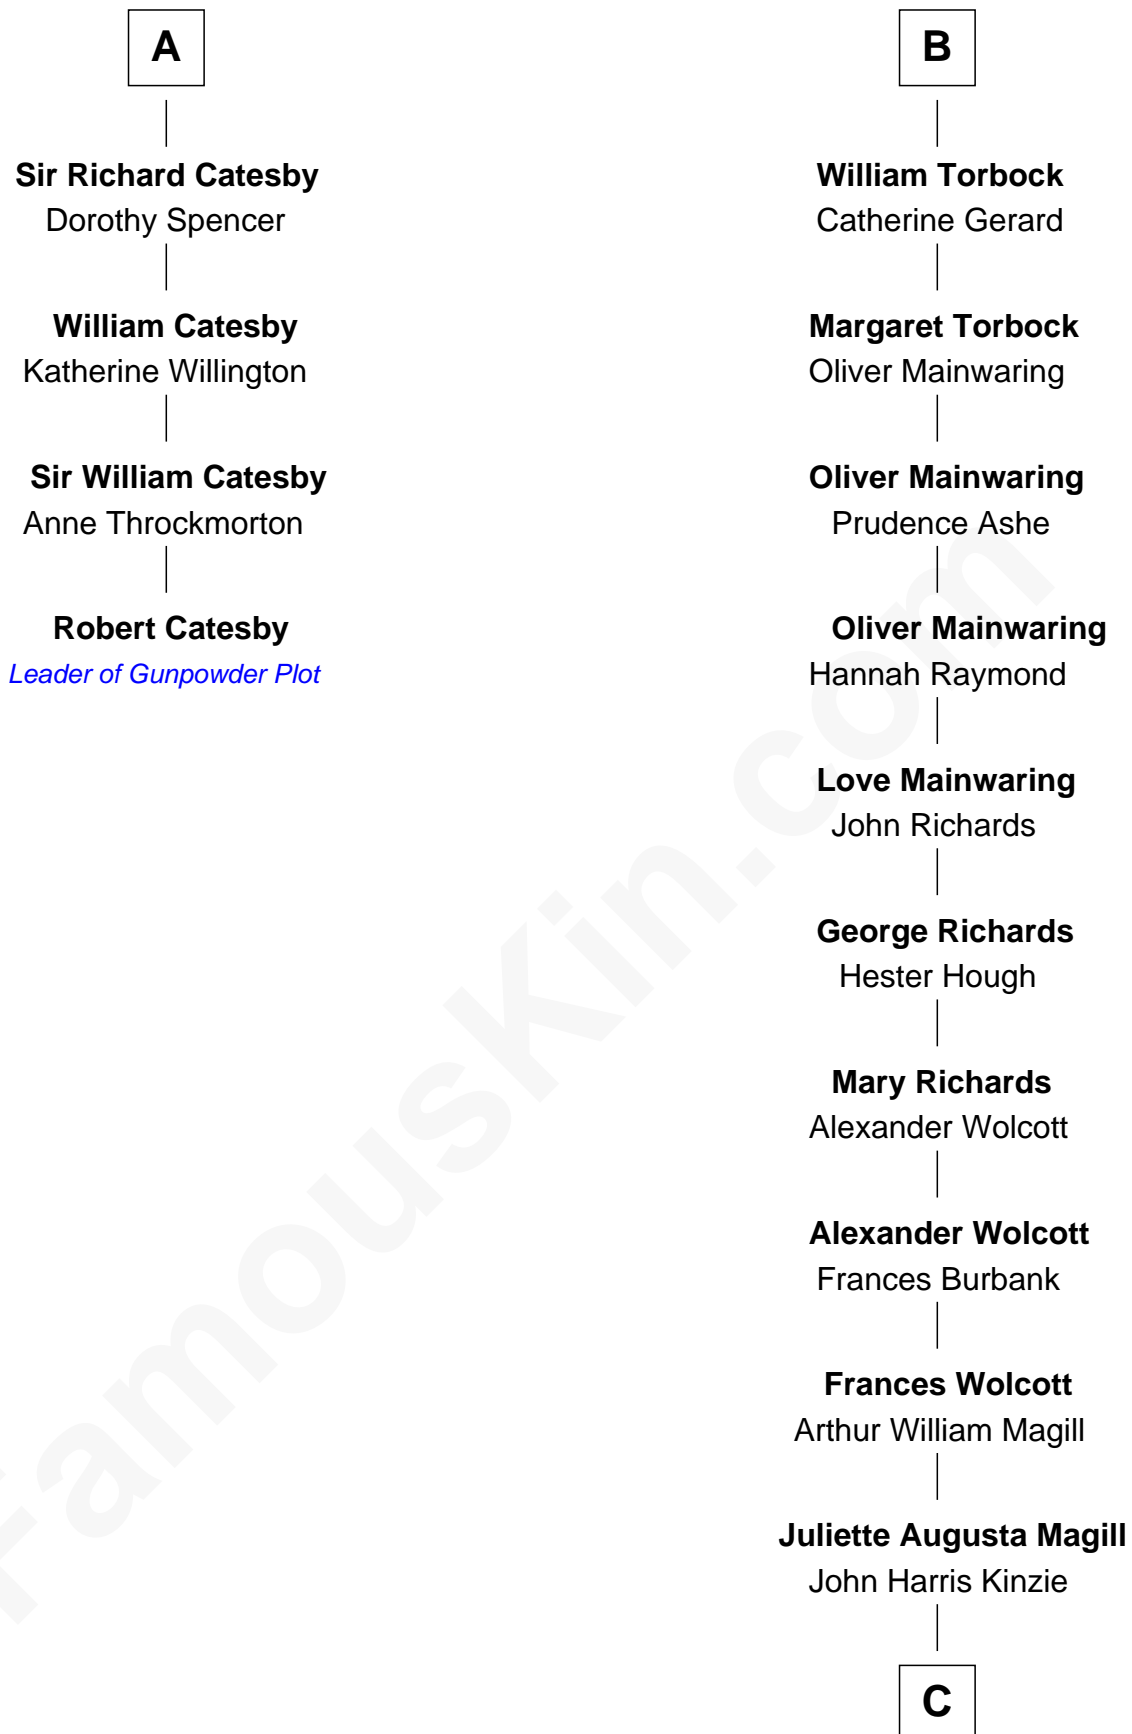 A
Sir Richard Catesby
Dorothy Spencer
William Catesby
Katherine Willington
Sir William Catesby
Anne Throckmorton
Robert Catesby
Leader of Gunpowder Plot
B
William Torbock
Catherine Gerard
Margaret Torbock
Oliver Mainwaring
Oliver Mainwaring
Prudence Ashe
Oliver Mainwaring
Hannah Raymond
Love Mainwaring
John Richards
George Richards
Hester Hough
Mary Richards
Alexander Wolcott
Alexander Wolcott
Frances Burbank
Frances Wolcott
Arthur William Magill
Juliette Augusta Magill
John Harris Kinzie
C
FamousKin.com